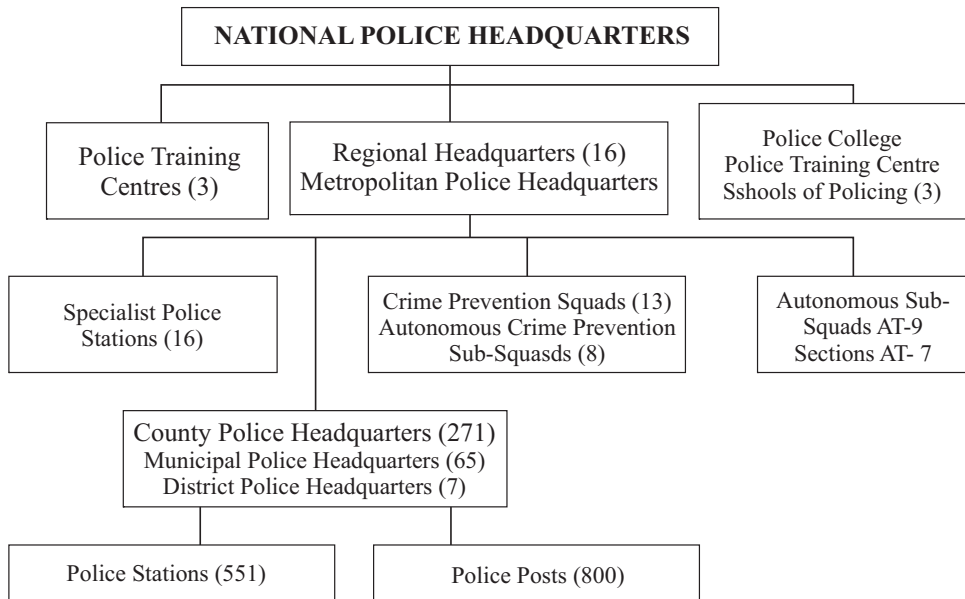 NATIONAL POLICE HEADQUARTERS
Police Training
Centres (3)
Regional Headquarters (16)
Metropolitan Police Headquarters
Police College
Police Training Centre
Sshools of Policing (3)
Specialist Police
Stations (16)
Crime Prevention Squads (13)
Autonomous Crime Prevention
Sub-Squasds (8)
Autonomous Sub-
Squads AT-9
Sections AT- 7
County Police Headquarters (271)
Municipal Police Headquarters (65)
District Police Headquarters (7)
Police Stations (551)
Police Posts (800)